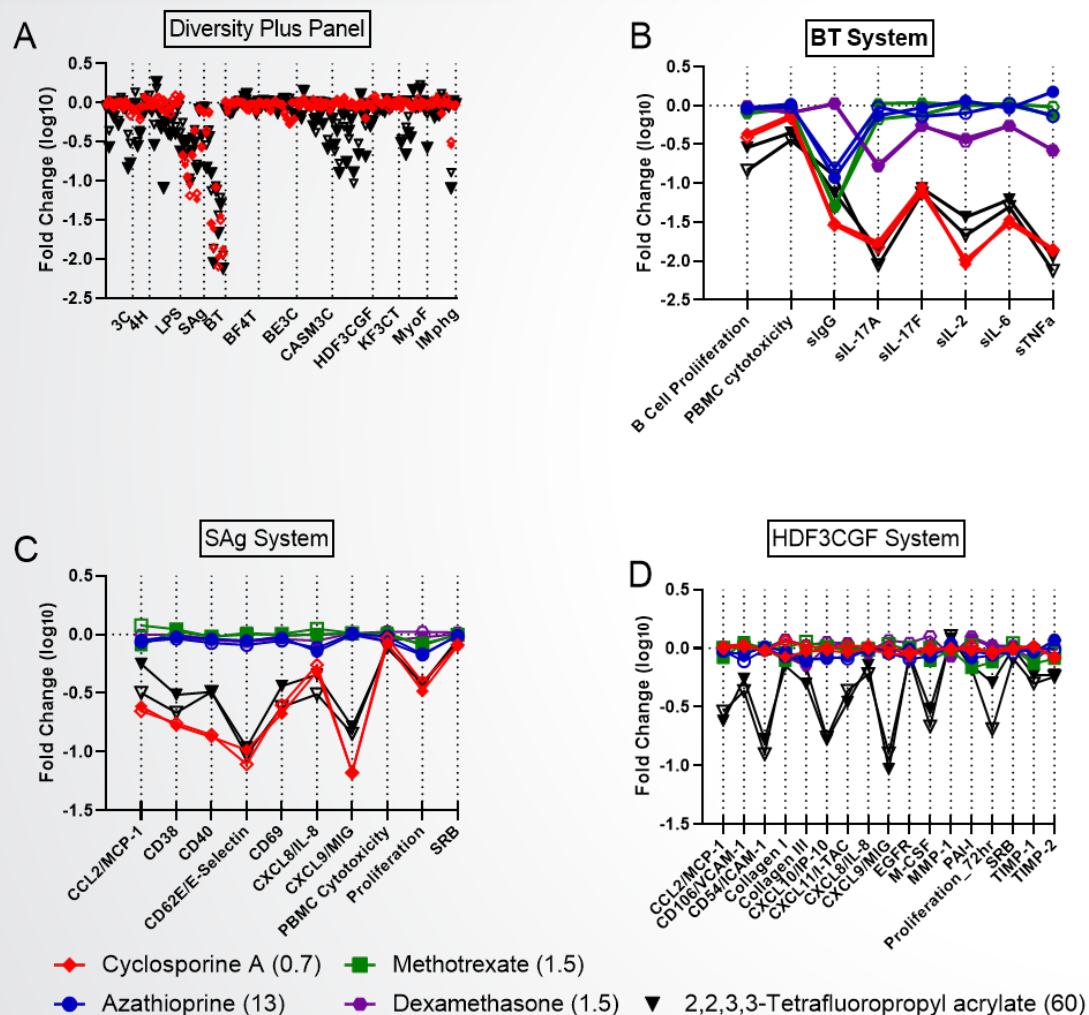 A
Diversity Plus Panel
Fold Change (log10)
0.5
0.0
-0.5
-1.0
-1.5
-2.0
-2.5
3C
4H
LPS
SAg
BT
BF4T
BE3C
CASM3C
HDF3CGF
KF3CT
MyoF
IMphg
B
BT System
Fold Change (log10)
0.5
0.0
-0.5
-1.0
-1.5
-2.0
-2.5
B Cell Proliferation
PBMC cytotoxicity
sIgG
sIL-17A
sIL-17F
sIL-2
sIL-6
sTNFa
C
SAg System
Fold Change (log10)
0.5
0.0
-0.5
-1.0
-1.5
CCL2/MCP-1
CD38
CD40
CD62E/E-Selectin
CD69
CXCL8/IL-8
CXCL9/MIG
PBMC Cytotoxicity
Proliferation
SRB
D
HDF3CGF System
Fold Change (log10)
0.5
0.0
-0.5
-1.0
-1.5
CCL2/MCP-1
CD106/VCAM-1
CD54/ICAM-1
Collagen I
Collagen III
CXCL10/IP-10
CXCL11/I-TAC
CXCL8/IL-8
CXCL9/MIG
EGFR
M-CSF
MMP-1
PAI-I
Proliferation_72hr
SRB
TIMP-1
TIMP-2
Cyclosporine A (0.7)
Methotrexate (1.5)
Azathioprine (13)
Dexamethasone (1.5)
2,2,3,3-Tetrafluoropropyl acrylate (60)